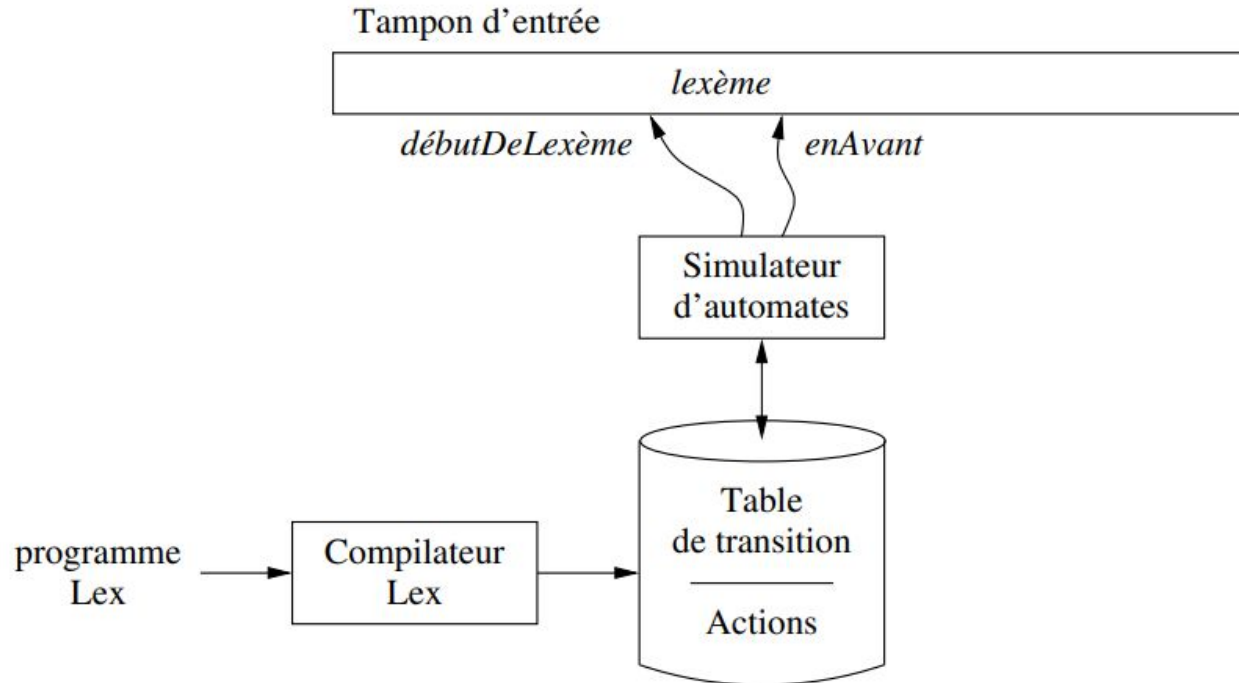 Tampon d’entrée
lexème
débutDeLexème
enAvant
Simulateur
d’automates
Table
de transition
Actions
programme
Lex
Compilateur
Lex